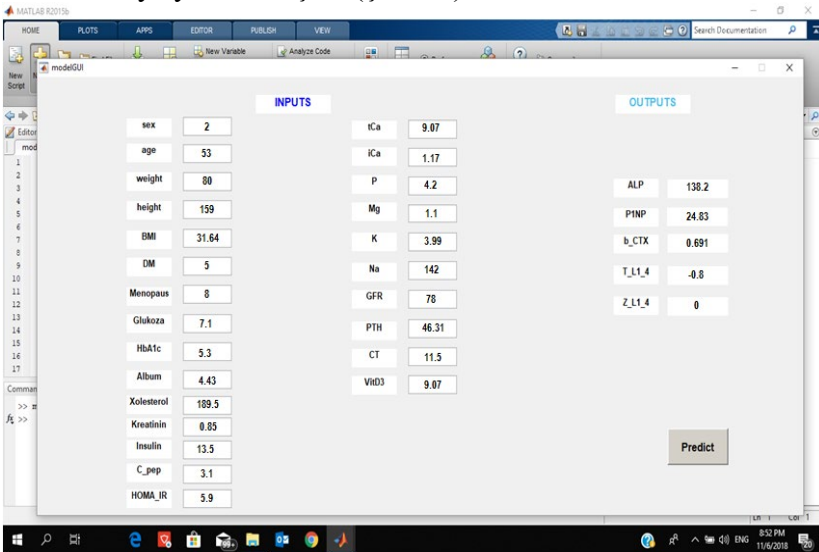 MATLAB R2015b
HOME PLOTS APPS EDITOR PUBLISH VIEW
Search Documentation
New Variable
Analyze Code
New
Script
modelGUI
INPUTS
OUTPUTS
Editor
mod
1
2
3
4
5
6
7
8
9
10
11
12
13
14
15
16
17
sex 2
age 53
weight 80
height 159
BMI 31.64
DM 5
Menopaus 8
Glukoza 7.1
HbA1c 5.3
Album 4.43
Xolesterol 189.5
Kreatinin 0.85
Insulin 13.5
C_pep 3.1
HOMA_IR 5.9
tCa 9.07
iCa 1.17
P 4.2
Mg 1.1
K 3.99
Na 142
GFR 78
PTH 46.31
CT 11.5
VitD3 9.07
ALP 138.2
P1NP 24.83
b_CTX 0.691
T_L1_4 -0.8
Z_L1_4 0
Predict
Comman
>> m
fx >>
Ln 1 Col 1
ENG
8:52 PM
11/6/2018